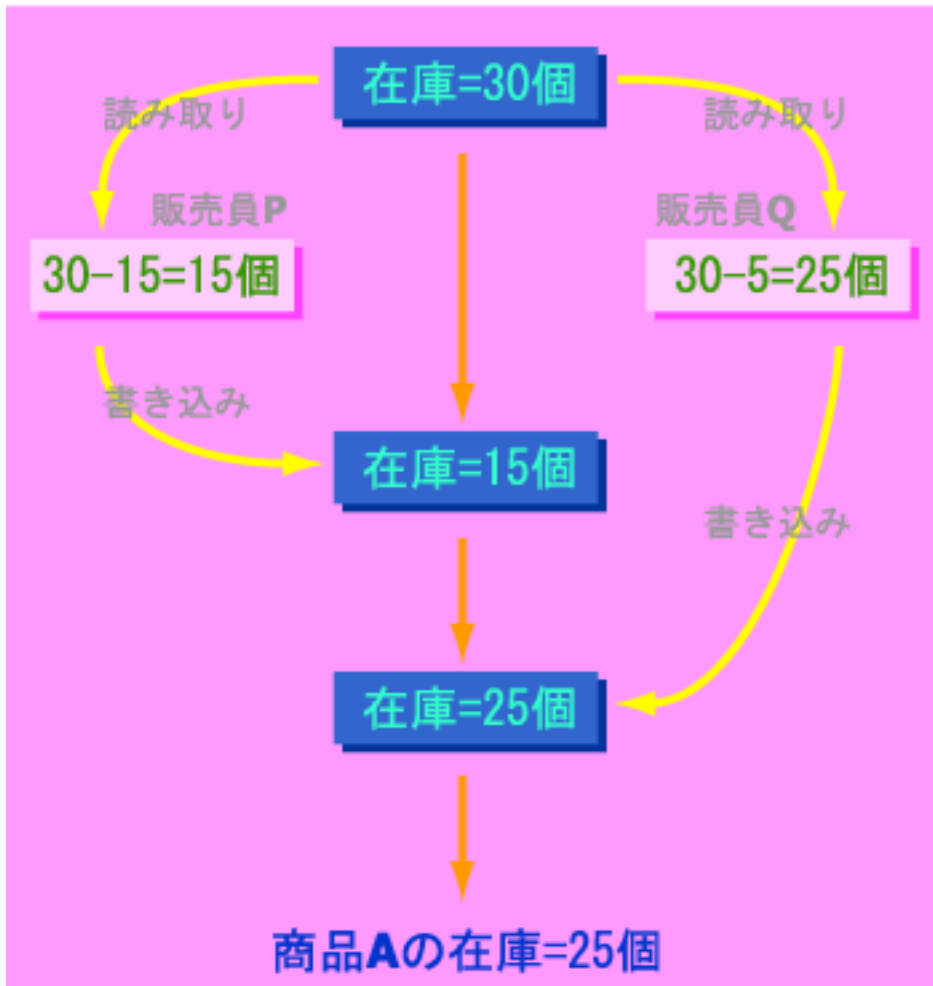 在庫=30個
読み取り
読み取り
販売員P
販売員Q
30-15=15個
30-5=25個
書き込み
在庫=15個
書き込み
在庫=25個
商品Aの在庫=25個